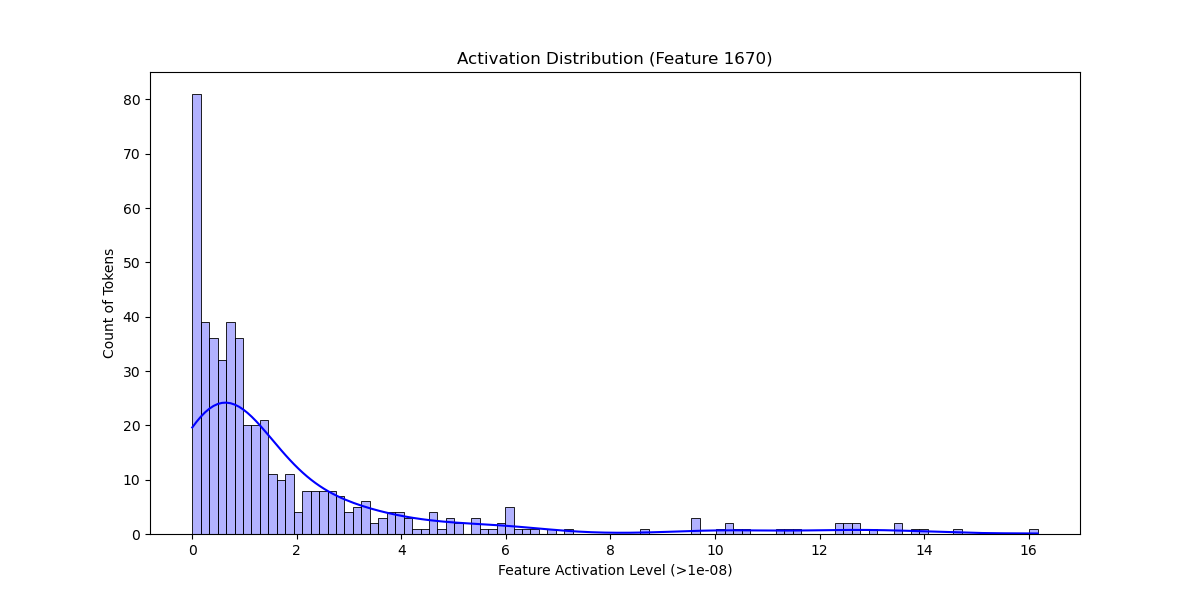 Activation Distribution (Feature 1670)
Count of Tokens
80
70
60
50
40
30
20
10
0
0 2 4 6 8 10 12 14 16
Feature Activation Level (>1e-08)